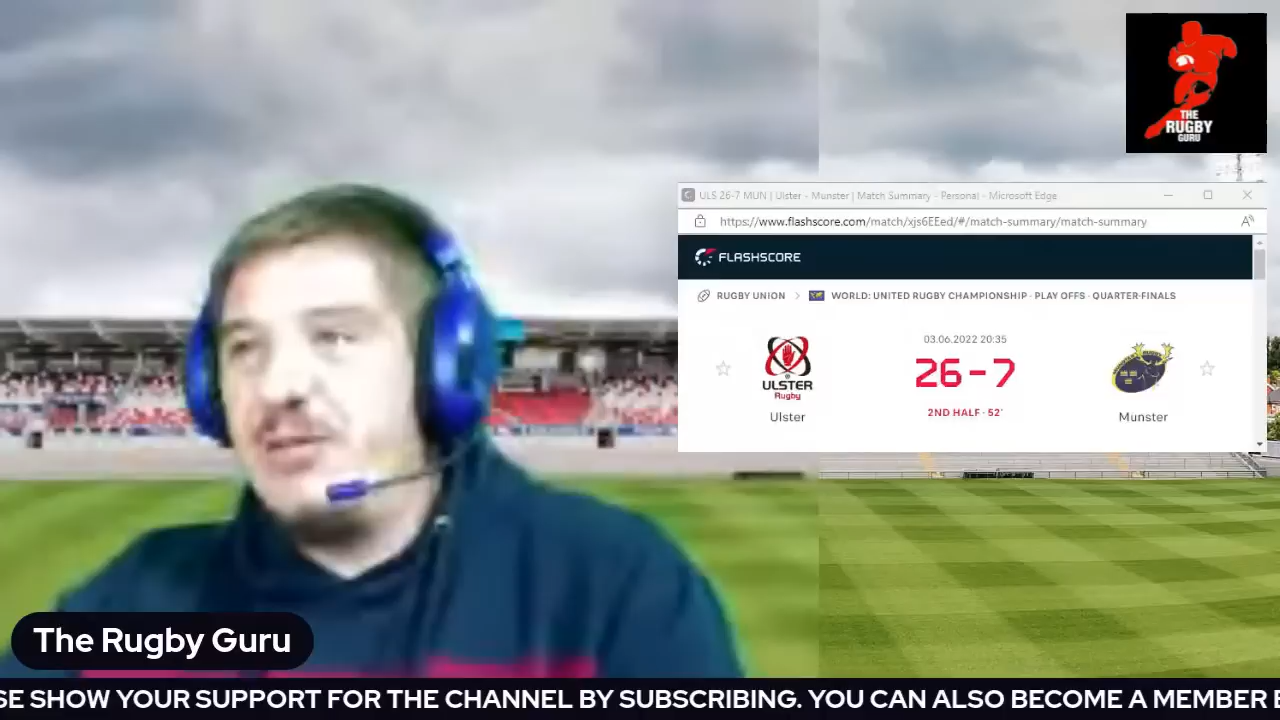 THE
RUGBY
GURU
ULS 26-7 MUN | Ulster - Munster | Match Summary - Personal - Microsoft Edge
https://www.flashscore.com/match/xjs6EEed/#/match-summary/match-summary
FLASHSCORE
RUGBY UNION > WORLD: UNITED RUGBY CHAMPIONSHIP - PLAY OFFS - QUARTER-FINALS
03.06.2022 20:35
26-7
2ND HALF - 52'
ULSTER
Rugby
Ulster
Munster
The Rugby Guru
SE SHOW YOUR SUPPORT FOR THE CHANNEL BY SUBSCRIBING. YOU CAN ALSO BECOME A MEMBER